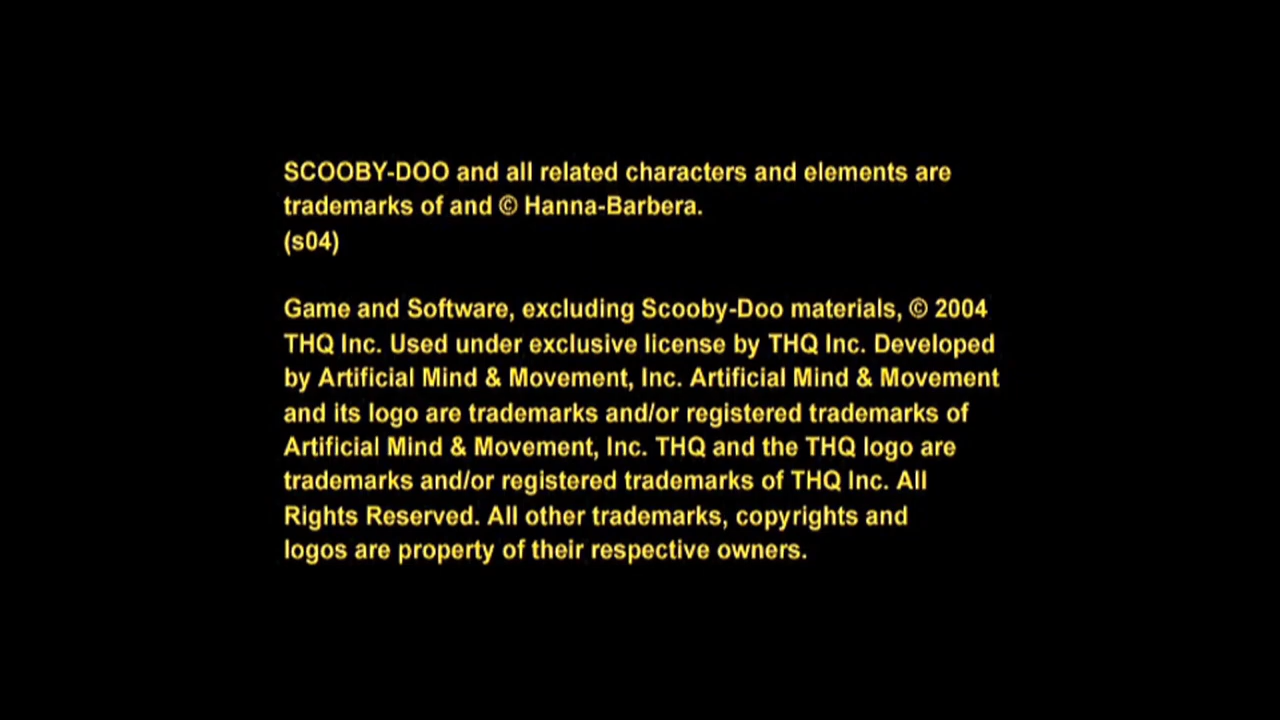 SCOOBY-DOO and all related characters and elements are
trademarks of and © Hanna-Barbera.
(s04)
Game and Software, excluding Scooby-Doo materials, © 2004
THQ Inc. Used under exclusive license by THQ Inc. Developed
by Artificial Mind & Movement, Inc. Artificial Mind & Movement
and its logo are trademarks and/or registered trademarks of
Artificial Mind & Movement, Inc. THQ and the THQ logo are
trademarks and/or registered trademarks of THQ Inc. All
Rights Reserved. All other trademarks, copyrights and
logos are property of their respective owners.